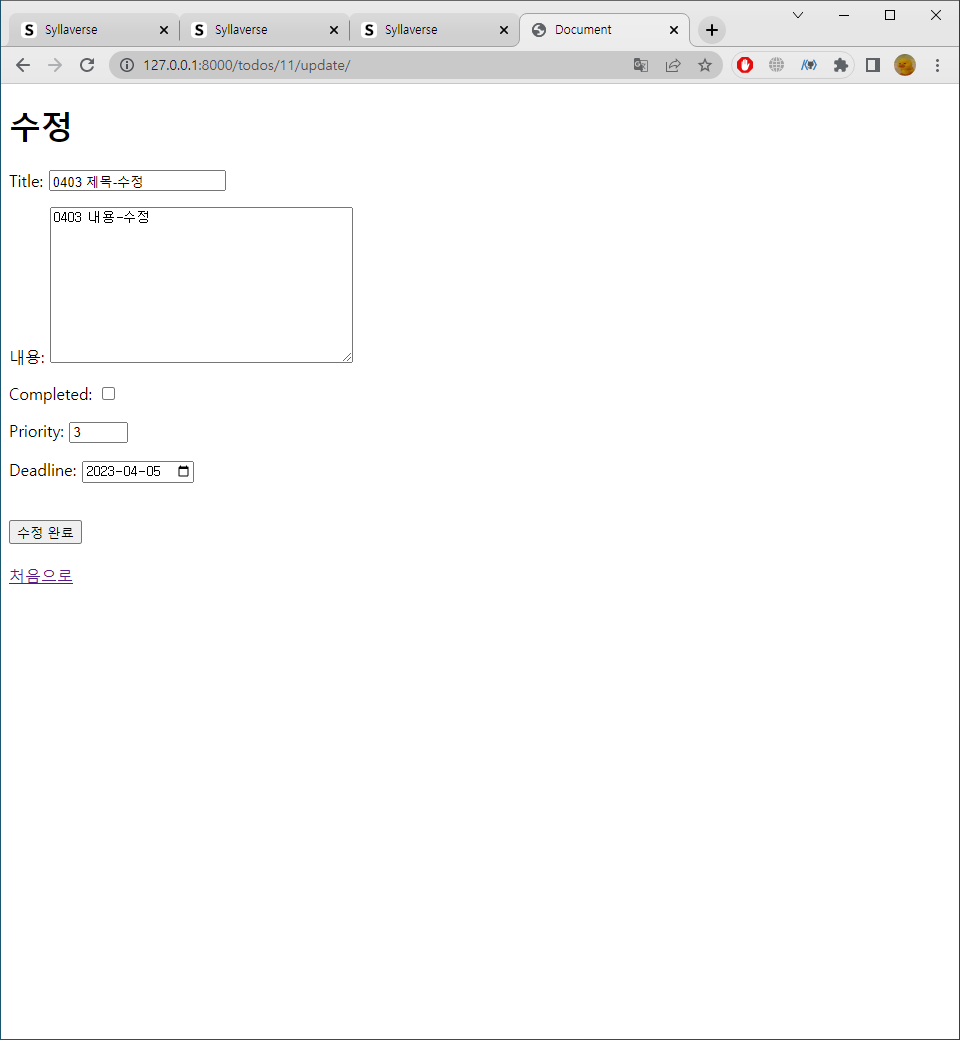 Syllaverse Syllaverse Syllaverse Document
127.0.0.1:8000/todos/11/update/
수정
Title: 0403 제목-수정
0403 내용-수정
내용:
Completed:
Priority: 3
Deadline: 2023-04-05
수정 완료
처음으로